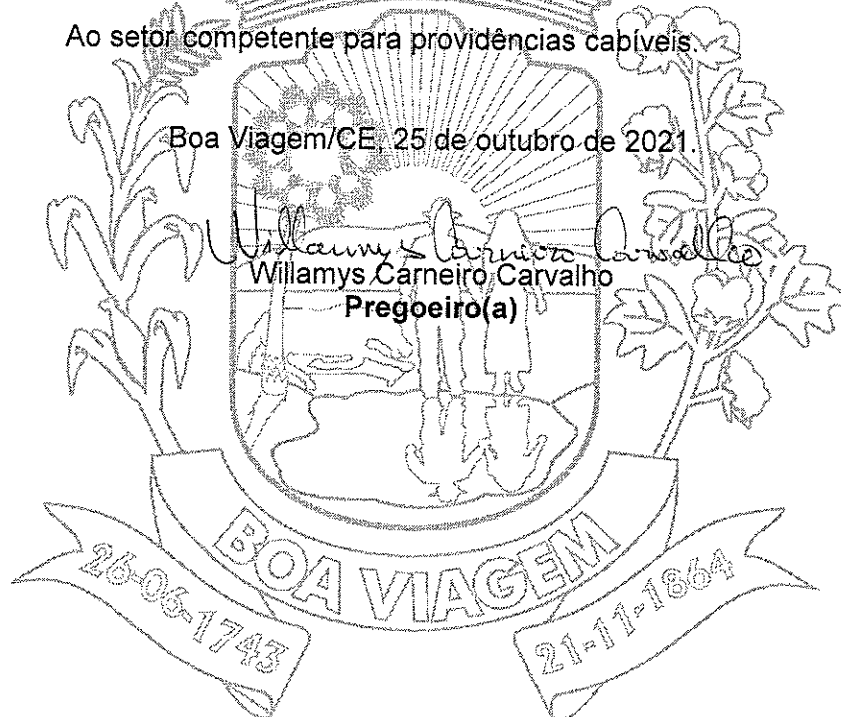 Ao setor competente para providências cabíveis.
Boa Viagem/CE, 25 de outubro de 2021.
Willamys Carneiro Carvalho
Willamys Carneiro Carvalho
Pregoeiro(a)
BOA VIAGEM
26-06-1743
21-11-1864